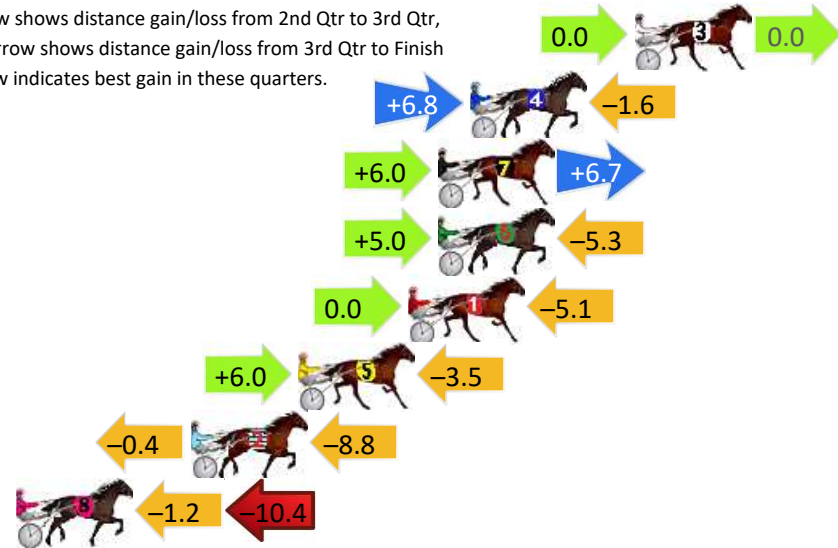 w shows distance gain/loss from 2nd Qtr to 3rd Qtr,
rrow shows distance gain/loss from 3rd Qtr to Finish
w indicates best gain in these quarters.
0.0 3 0.0
+6.8 4 –1.6
+6.0 7 +6.7
+5.0 –5.3
0.0 1 –5.1
+6.0 5 –3.5
–0.4 2 –8.8
8 –1.2 –10.4